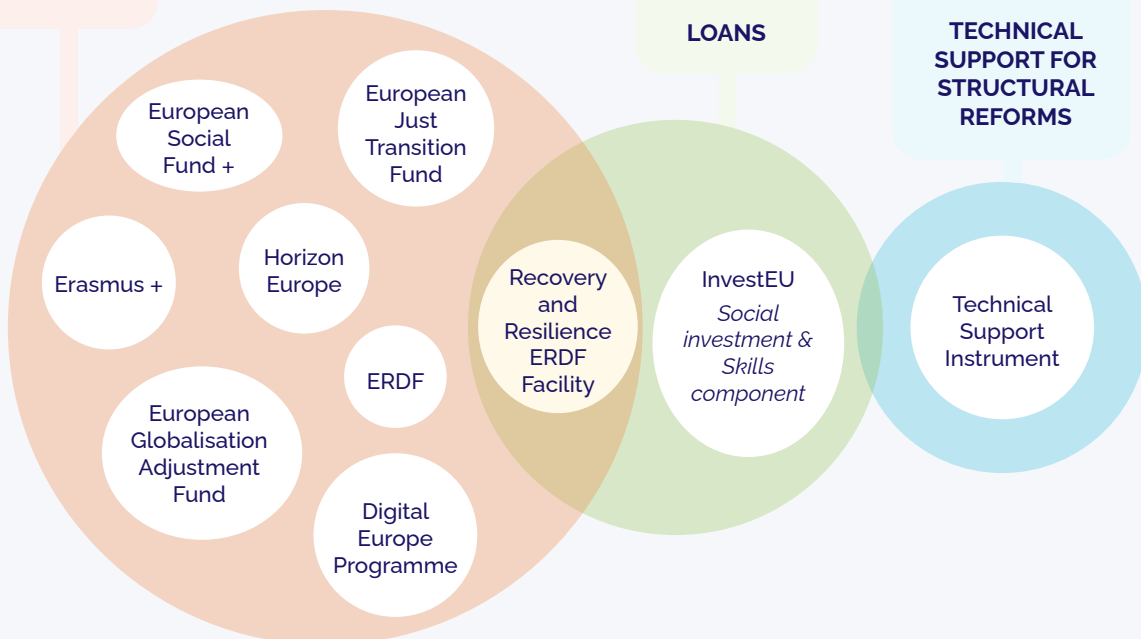 LOANS
TECHNICAL
SUPPORT FOR
STRUCTURAL
REFORMS
European
Social
Fund +
European
Just
Transition
Fund
Erasmus +
Horizon
Europe
ERDF
European
Globalisation
Adjustment
Fund
Digital
Europe
Programme
Recovery
and
Resilience
ERDF
Facility
InvestEU
Social
investment &
Skills
component
Technical
Support
Instrument